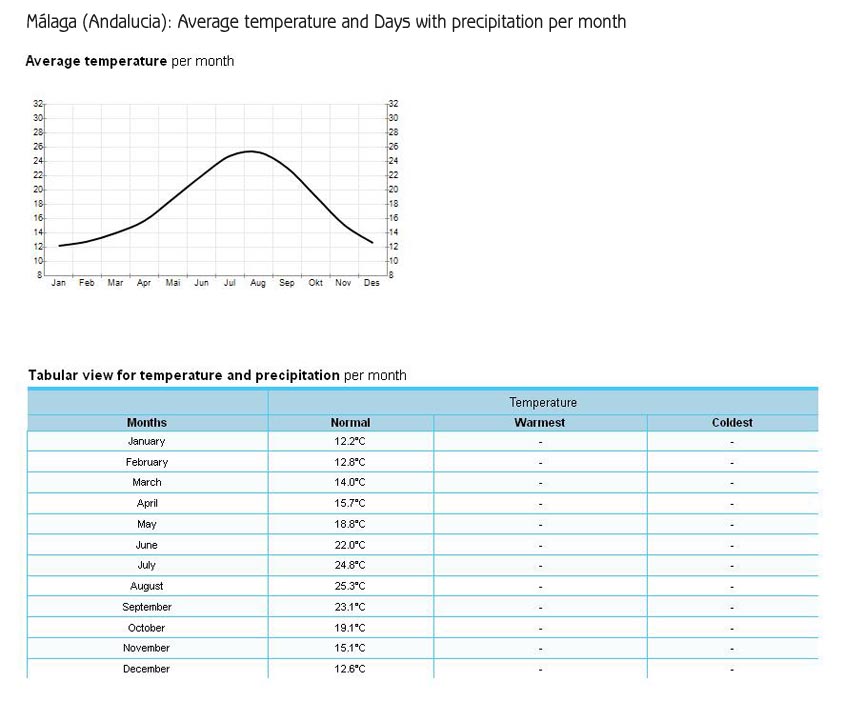 Málaga (Andalucia): Average temperature and Days with precipitation per month
Average temperature per month
32 32
30 30
28 28
26 26
24 24
22 22
20 20
18 18
16 16
14 14
12 12
10 10
8 8
Jan Feb Mar Apr Mai Jun Jul Aug Sep Okt Nov Des
Tabular view for temperature and precipitation per month
Temperature
Months Normal Warmest Coldest
January 12.2°C - -
February 12.8°C - -
March 14.0°C - -
April 15.7°C - -
May 18.8°C - -
June 22.0°C - -
July 24.8°C - -
August 25.3°C - -
September 23.1°C - -
October 19.1°C - -
November 15.1°C - -
December 12.6°C - -